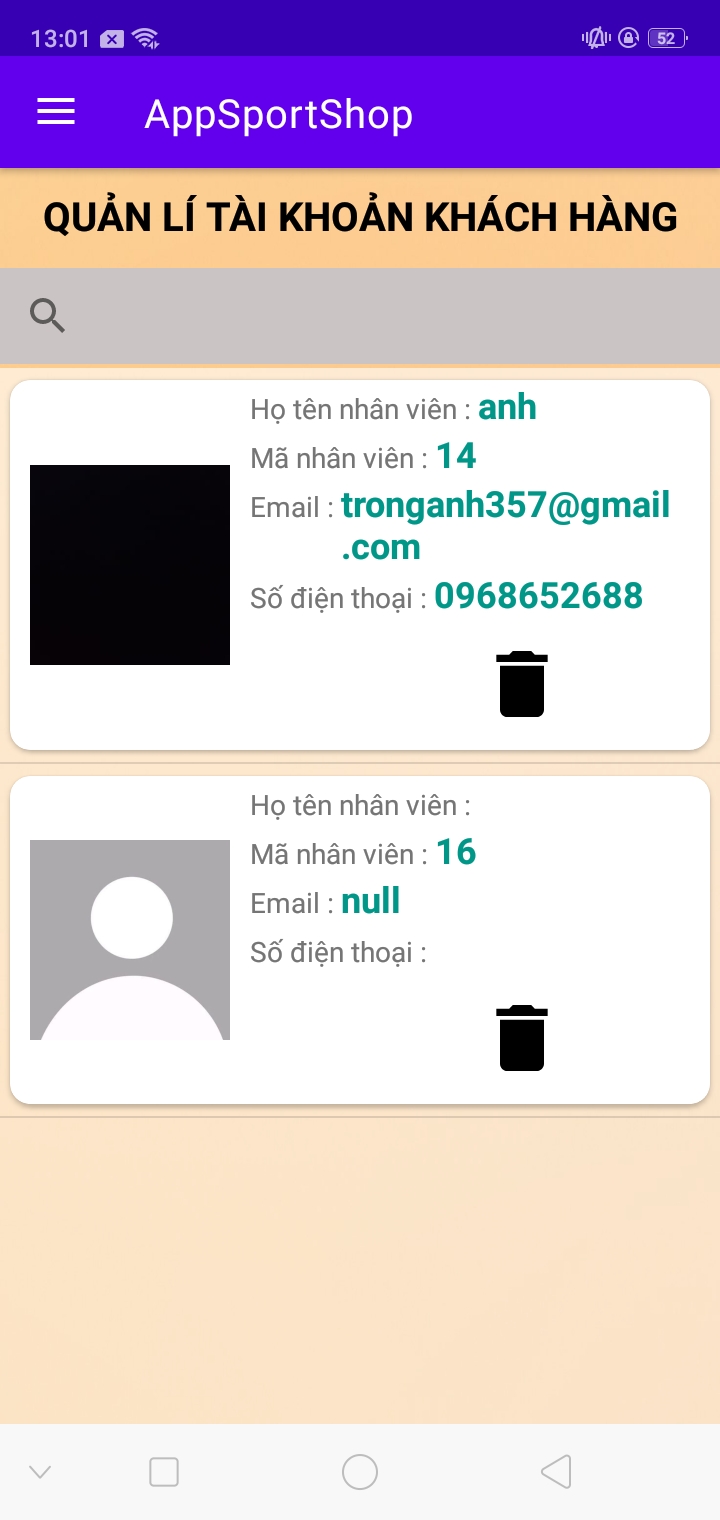 13:01 52
AppSportShop
QUẢN LÍ TÀI KHOẢN KHÁCH HÀNG
Họ tên nhân viên : anh
Mã nhân viên : 14
Email : tronganh357@gmail
.com
Số điện thoại : 0968652688
Họ tên nhân viên :
Mã nhân viên : 16
Email : null
Số điện thoại :